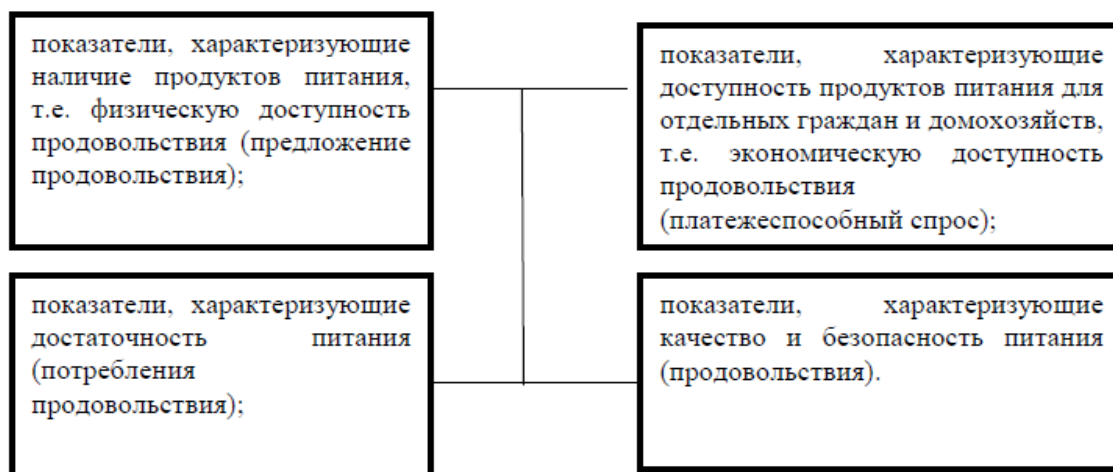 показатели, характеризующие
наличие продуктов питания,
т.е. физическую доступность
продовольствия (предложение
продовольствия);
показатели, характеризующие
доступность продуктов питания для
отдельных граждан и домохозяйств,
т.е. экономическую доступность
продовольствия
(платежеспособный спрос);
показатели, характеризующие
достаточность питания
(потребления
продовольствия);
показатели, характеризующие
качество и безопасность питания
(продовольствия).